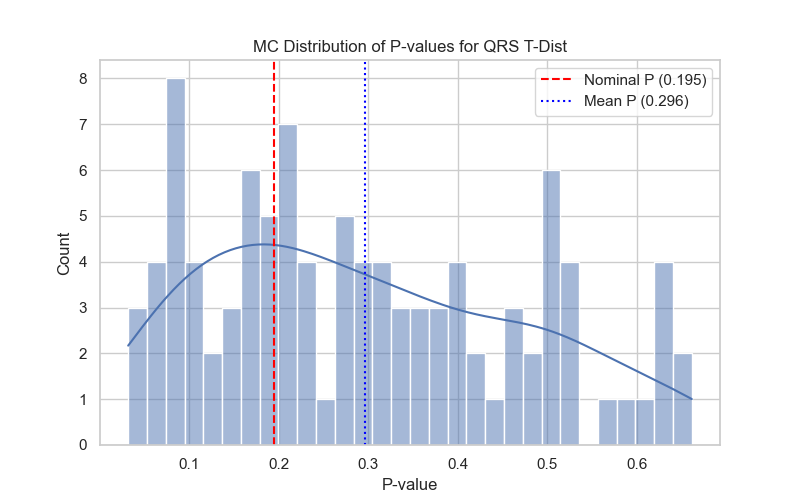 MC Distribution of P-values for QRS T-Dist
Nominal P (0.195)
Mean P (0.296)
Count
8
7
6
5
4
3
2
1
0
0.1 0.2 0.3 0.4 0.5 0.6
P-value